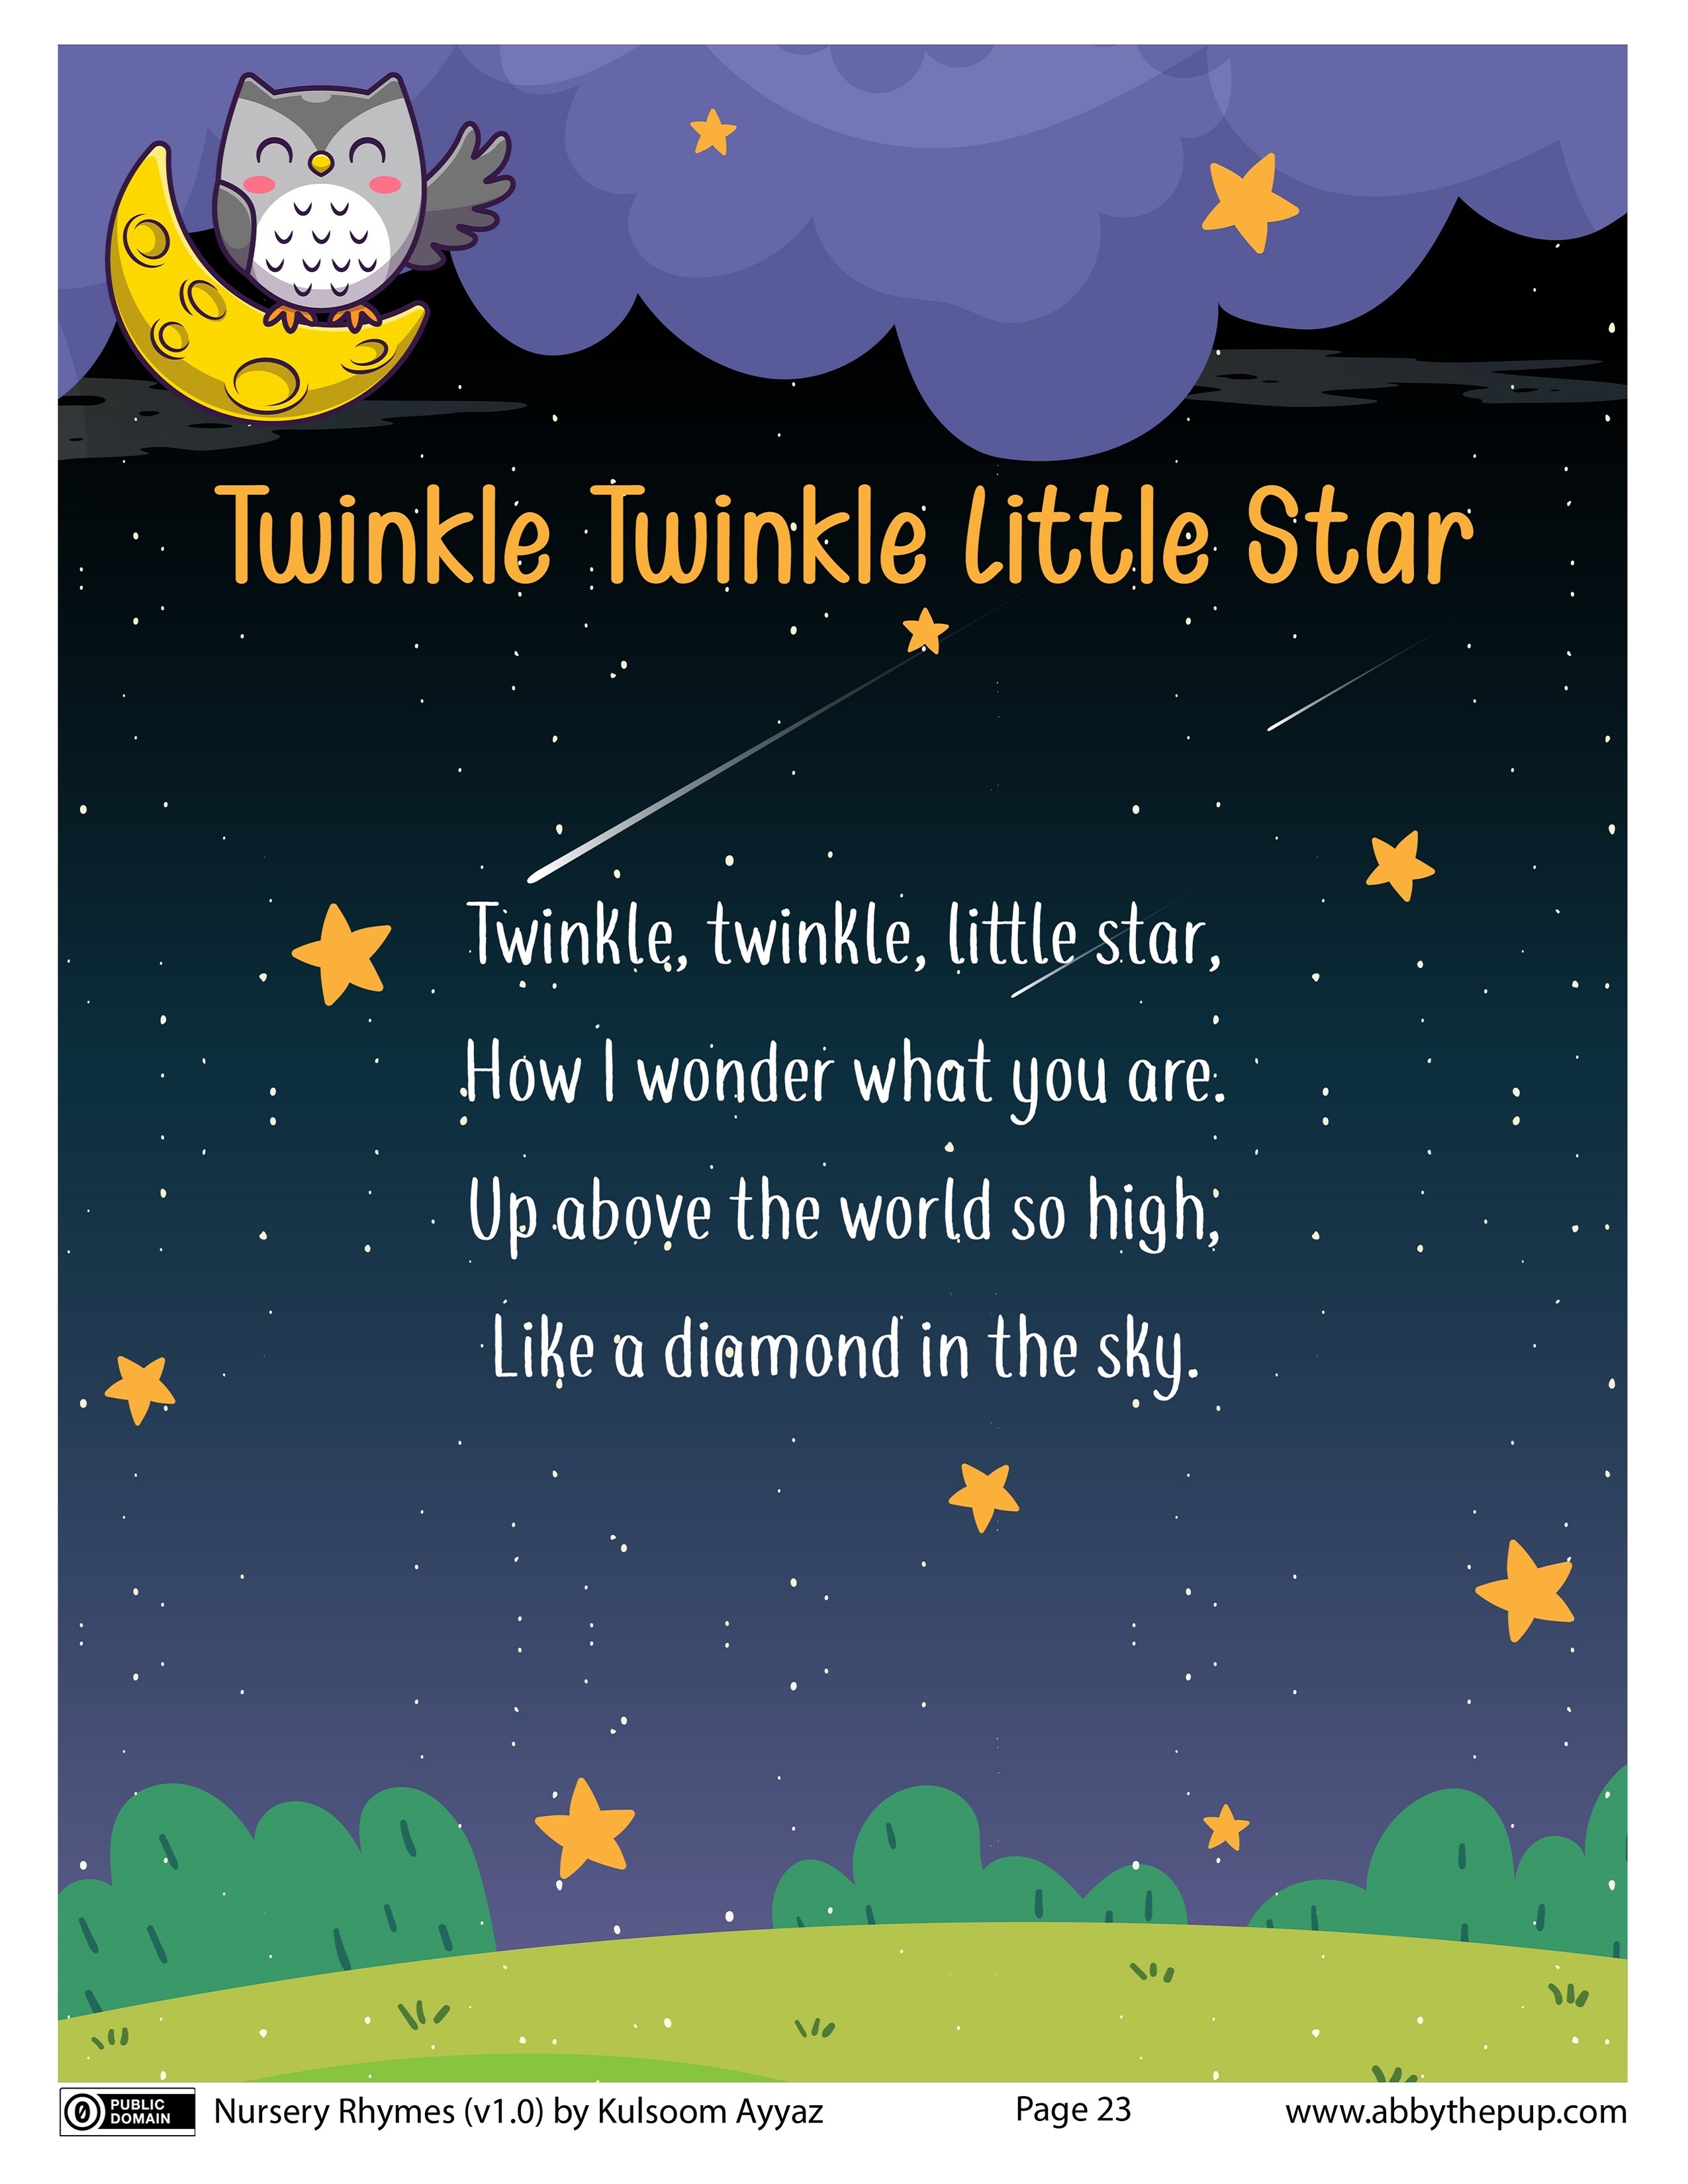 Twinkle Twinkle Little Star
Twinkle, twinkle, little star,
How I wonder what you are.
Up above the world so high,
Like a diamond in the sky.
0 PUBLIC
DOMAIN
Nursery Rhymes (v1.0) by Kulsoom Ayyaz
Page 23
www.abbythepup.com